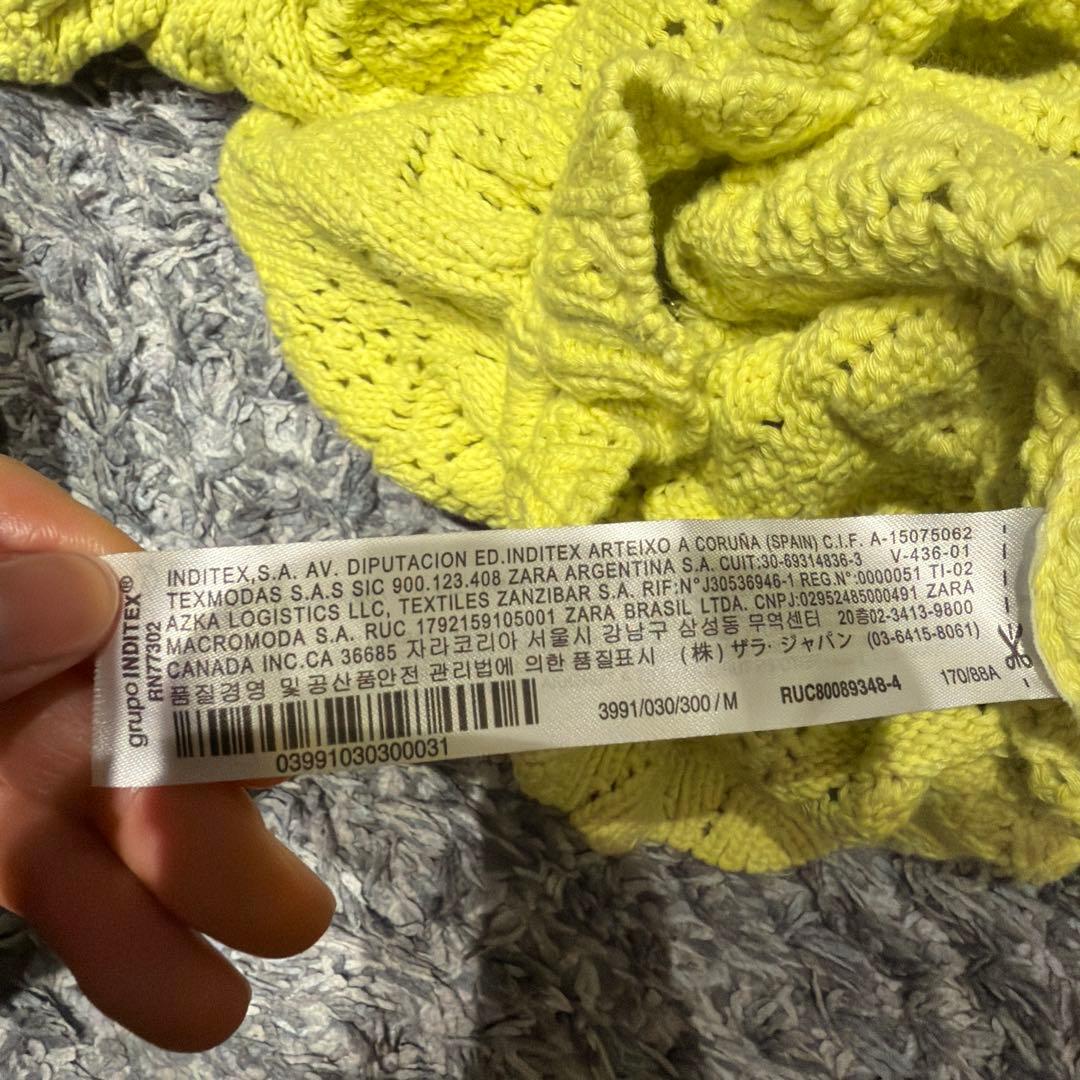 grupo INDITEX®
RN77302
INDITEX,S.A. AV. DIPUTACION ED.INDITEX ARTEIXO A CORUÑA (SPAIN) C.I.F. A-15075062
TEXMODAS S.A.S SIC 900.123.408 ZARA ARGENTINA S.A. CUIT:30-69314836-3 V-436-01
AZKA LOGISTICS LLC, TEXTILES ZANZIBAR S.A. RIF:N°J30536946-1 REG.N°:0000051 TI-02
MACROMODA S.A. RUC 1792159105001 ZARA BRASIL LTDA. CNPJ:02952485000491 ZARA
CANADA INC.CA 36685 자라코리아 서울시 강남구 삼성동 무역센터 20층02-3413-9800
품질경영 및 공산품안전 관리법에 의한 품질표시 (株) ザラ・ジャパン (03-6415-8061)
03991030300031
3991/030/300 / M
RUC80089348-4
170/88A